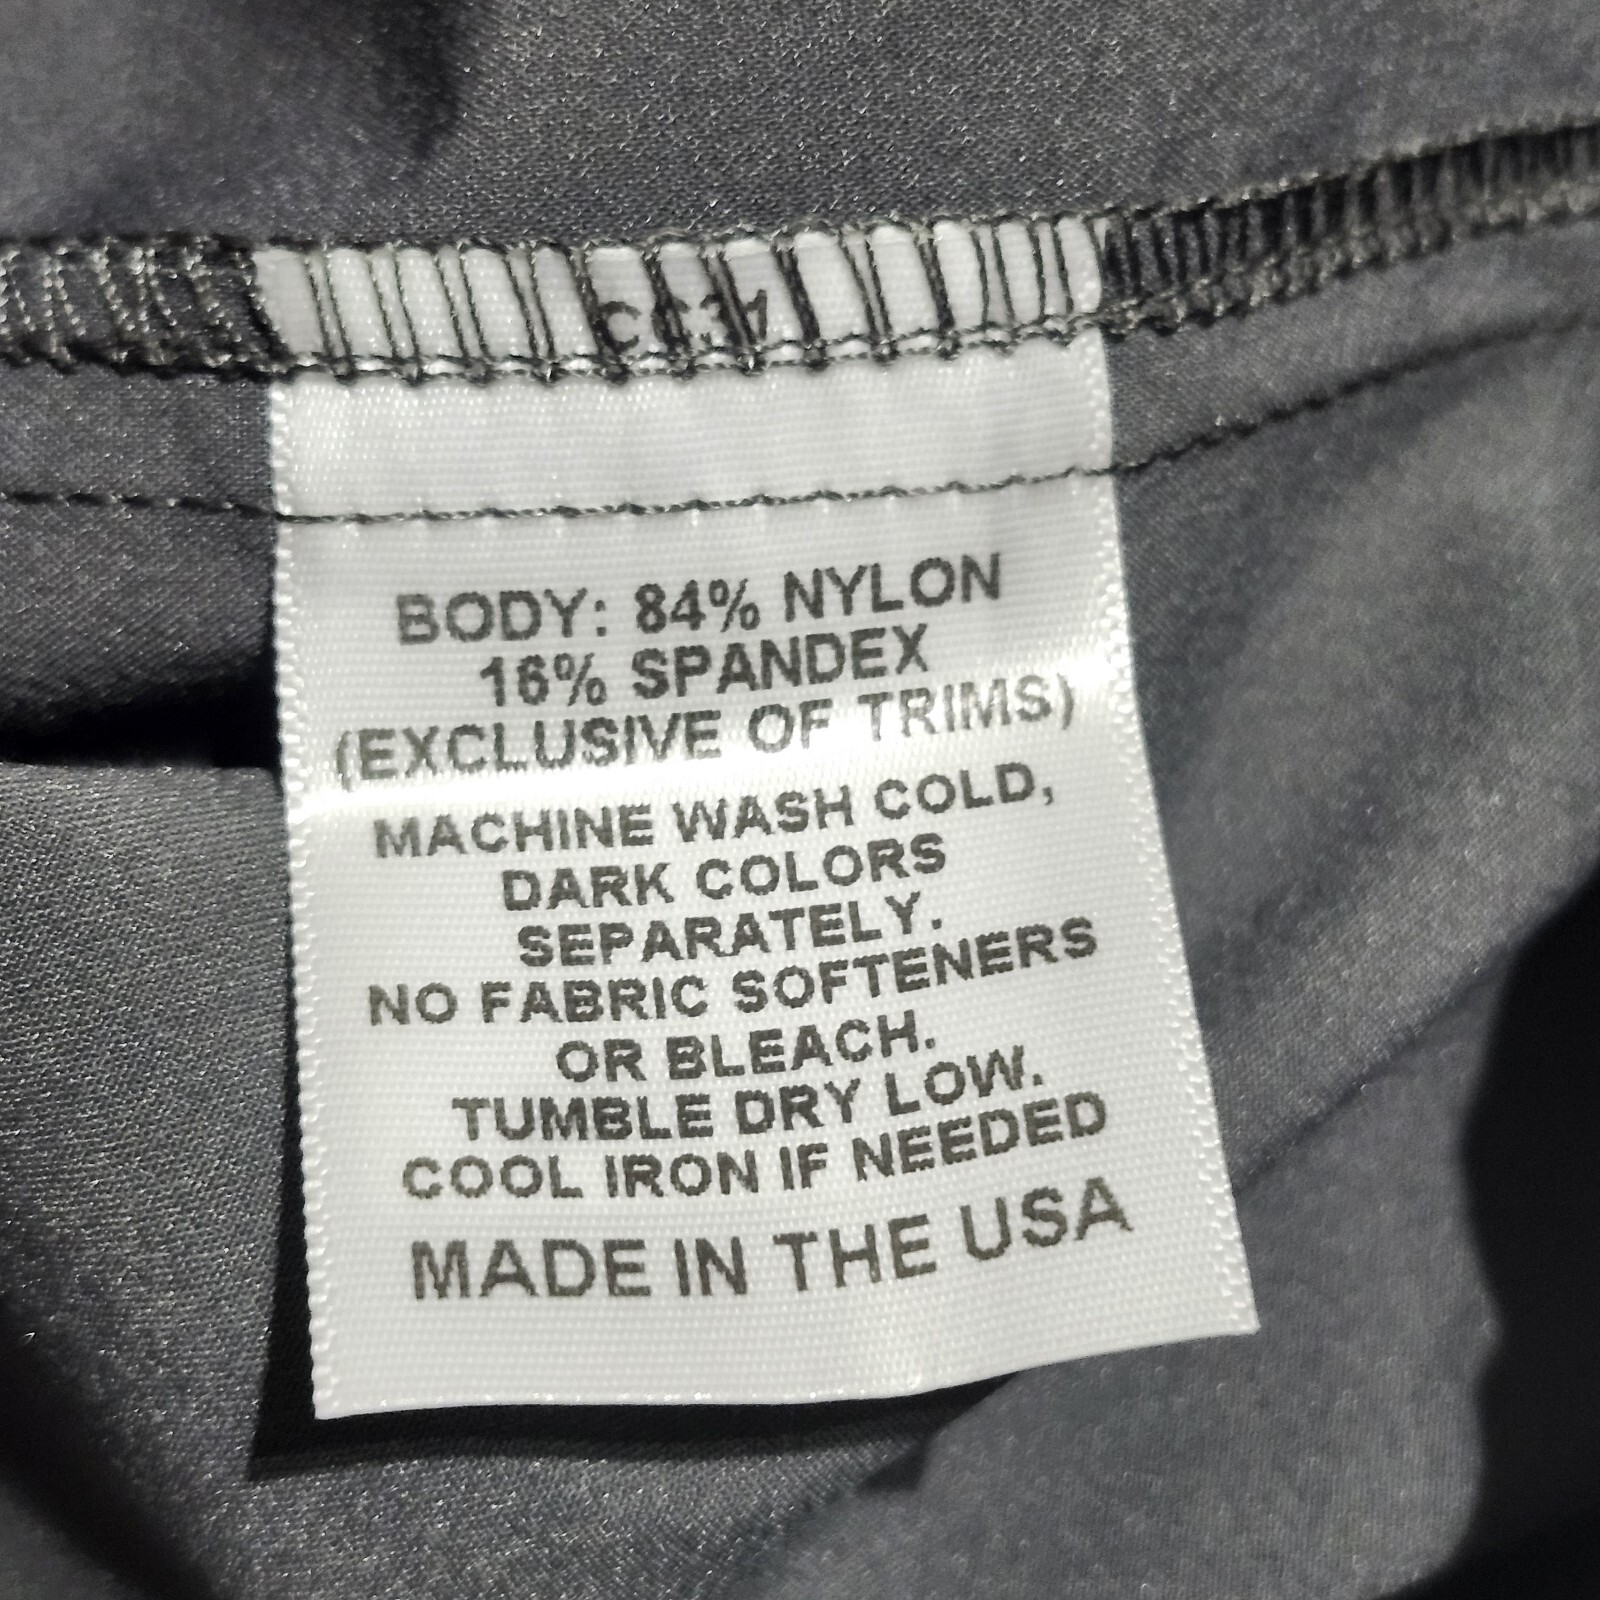 BODY: 84% NYLON
16% SPANDEX
(EXCLUSIVE OF TRIMS)
MACHINE WASH COLD,
DARK COLORS
SEPARATELY.
NO FABRIC SOFTENERS
OR BLEACH.
TUMBLE DRY LOW.
COOL IRON IF NEEDED
MADE IN THE USA